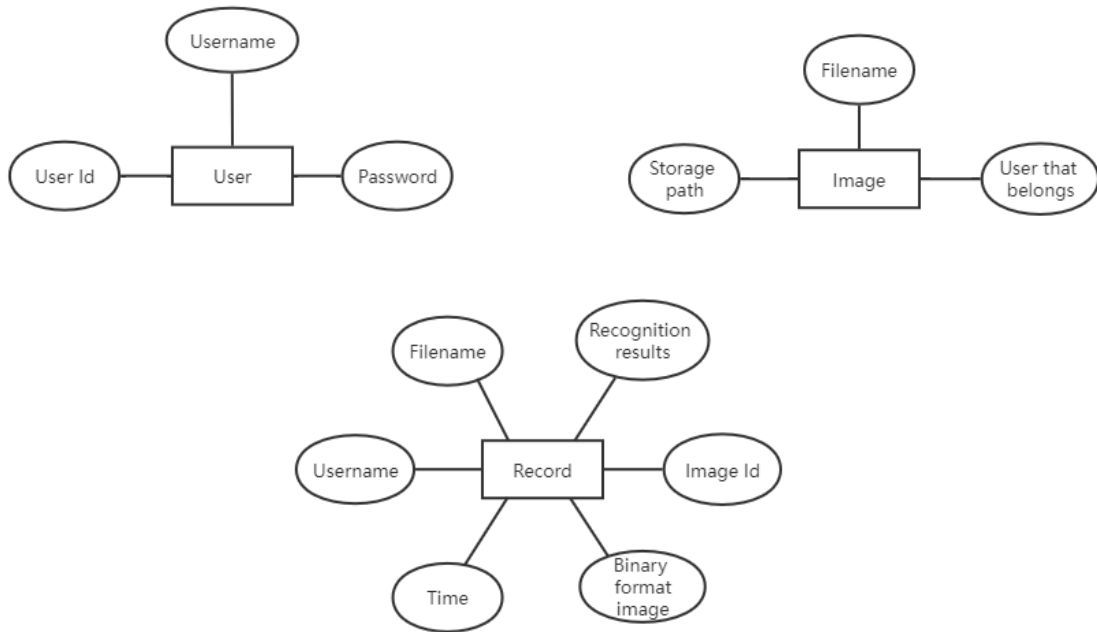 Username
User Id
User
Password
Filename
Storage
path
Image
User that
belongs
Filename
Recognition
results
Username
Record
Image Id
Time
Binary
format
image